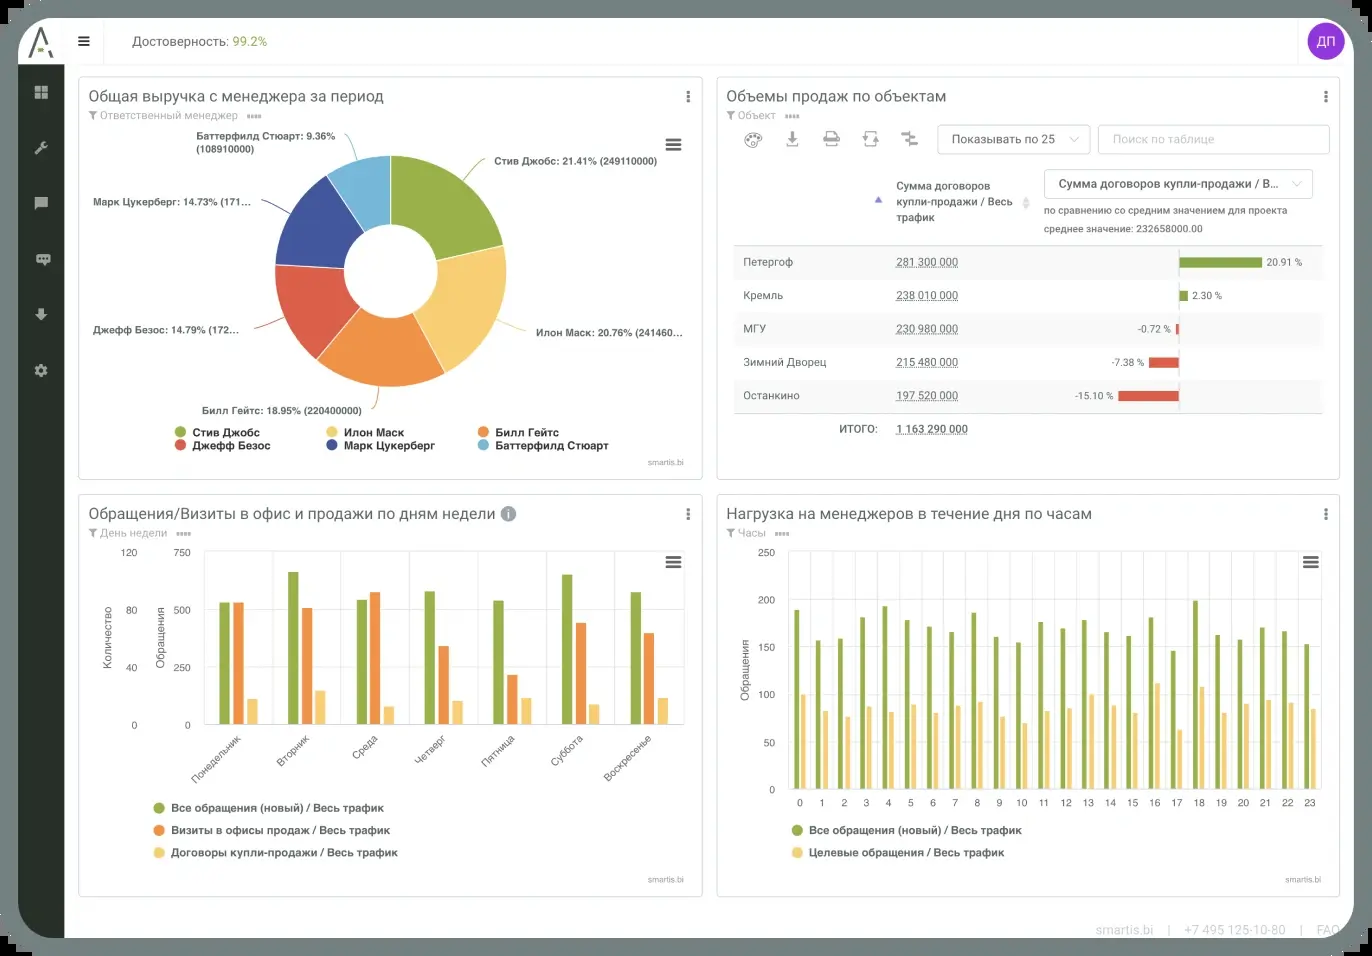 Достоверность: 99.2%
ДП
Общая выручка с менеджера за период
Ответственный менеджер
Баттерфилд Стюарт: 9.36%
(108910000)
Стив Джобс: 21.41% (249110000)
Марк Цукерберг: 14.73% (171...
Джефф Безос: 14.79% (172...
Илон Маск: 20.76% (241460...
Билл Гейтс: 18.95% (220400000)
Стив Джобс Илон Маск Билл Гейтс
Джефф Безос Марк Цукерберг Баттерфилд Стюарт
smartis.bi
Объемы продаж по объектам
Объект
Показывать по 25 Поиск по таблице
Сумма договоров
купли-продажи / Весь
трафик
Сумма договоров купли-продажи / В...
по сравнению со средним значением для проекта
среднее значение: 232658000.00
Петергоф 281 300 000 20.91 %
Кремль 238 010 000 2.30 %
МГУ 230 980 000 -0.72 %
Зимний Дворец 215 480 000 -7.38 %
Останкино 197 520 000 -15.10 %
ИТОГО: 1 163 290 000
Обращения/Визиты в офис и продажи по дням недели i
День недели
120 750
80 500
40 250
0 0
Количество
Обращения
Понедельник Вторник Среда Четверг Пятница Суббота Воскресенье
Все обращения (новый) / Весь трафик
Визиты в офисы продаж / Весь трафик
Договоры купли-продажи / Весь трафик
smartis.bi
Нагрузка на менеджеров в течение дня по часам
Часы
250
200
150
100
50
0
Обращения
0 1 2 3 4 5 6 7 8 9 10 11 12 13 14 15 16 17 18 19 20 21 22 23
Все обращения (новый) / Весь трафик
Целевые обращения / Весь трафик
smartis.bi
smartis.bi | +7 495 125-10-80 | FAQ